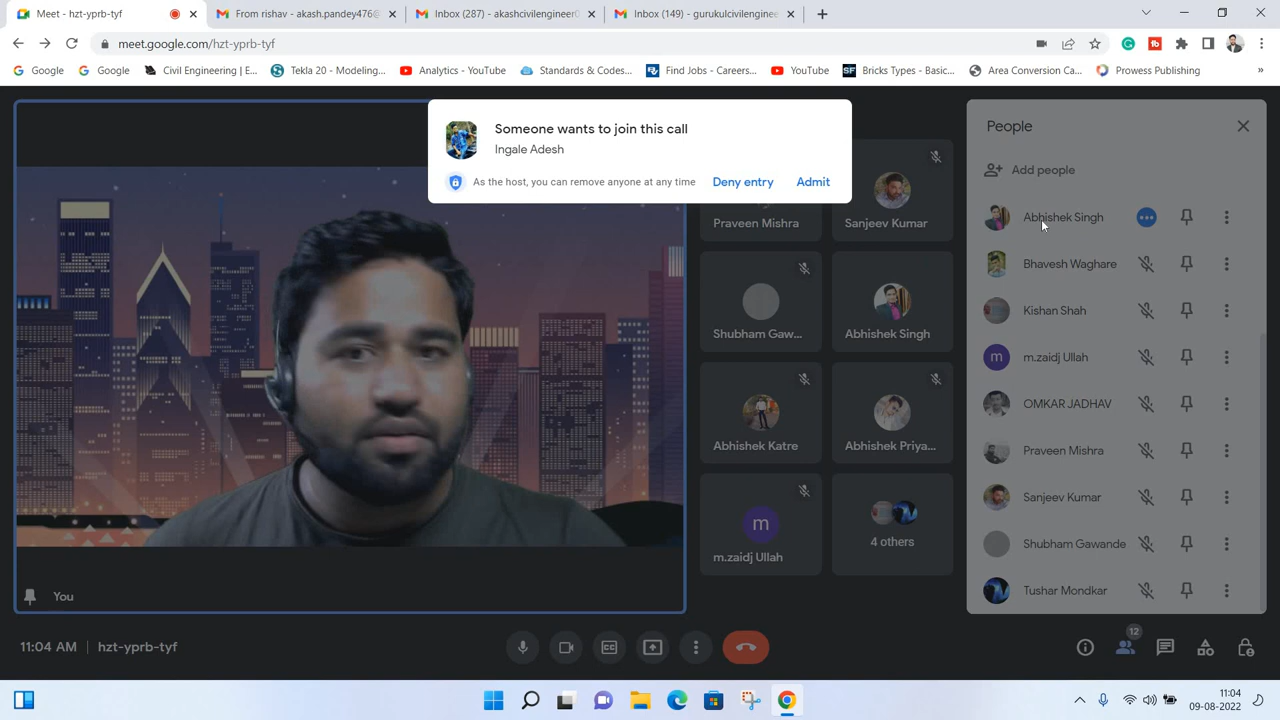 Meet - hzt-yprb-tyf
From rishav - akash.pandey476@
Inbox (287) - akashcivilengineer0
Inbox (149) - gurukulcivilenginee
meet.google.com/hzt-yprb-tyf
Google
Google
Civil Engineering | E...
Tekla 20 - Modeling...
Analytics - YouTube
Standards & Codes...
Find Jobs - Careers...
YouTube
Bricks Types - Basic...
Area Conversion Ca...
Prowess Publishing
»
Someone wants to join this call
Ingale Adesh
As the host, you can remove anyone at any time
Deny entry
Admit
Praveen Mishra
Sanjeev Kumar
Shubham Gaw...
Abhishek Singh
Abhishek Katre
Abhishek Priya...
m
m.zaidj Ullah
4 others
You
People
Add people
Abhishek Singh
Bhavesh Waghare
Kishan Shah
m
m.zaidj Ullah
OMKAR JADHAV
Praveen Mishra
Sanjeev Kumar
Shubham Gawande
Tushar Mondkar
11:04 AM | hzt-yprb-tyf
12
11:04
09-08-2022